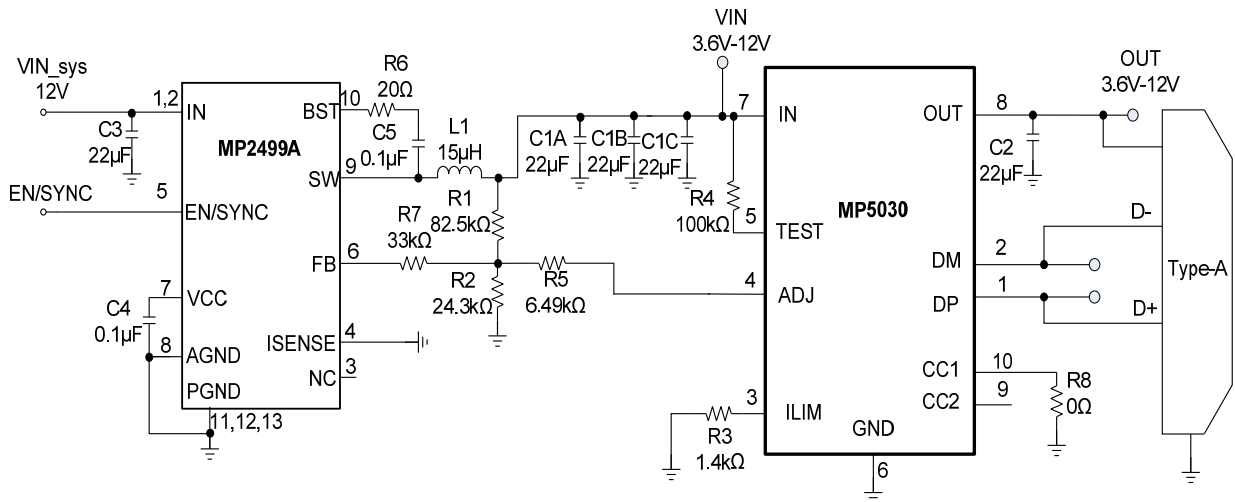 VIN_sys
12V
C3
22µF
EN/SYNC
C4
0.1µF
1,2
IN
5
EN/SYNC
7
VCC
8
AGND
PGND
11,12,13
MP2499A
BST
10
SW
9
FB
6
ISENSE
4
NC
3
R6
20Ω
C5
0.1µF
L1
15µH
R1
82.5kΩ
R7
33kΩ
R2
24.3kΩ
R5
6.49kΩ
C1A
22µF
C1B
22µF
C1C
22µF
VIN
3.6V-12V
R4
100kΩ
R3
1.4kΩ
7
IN
5
TEST
4
ADJ
3
ILIM
MP5030
GND
6
OUT
8
DM
2
DP
1
CC1
10
CC2
9
C2
22µF
OUT
3.6V-12V
D-
D+
R8
0Ω
Type-A